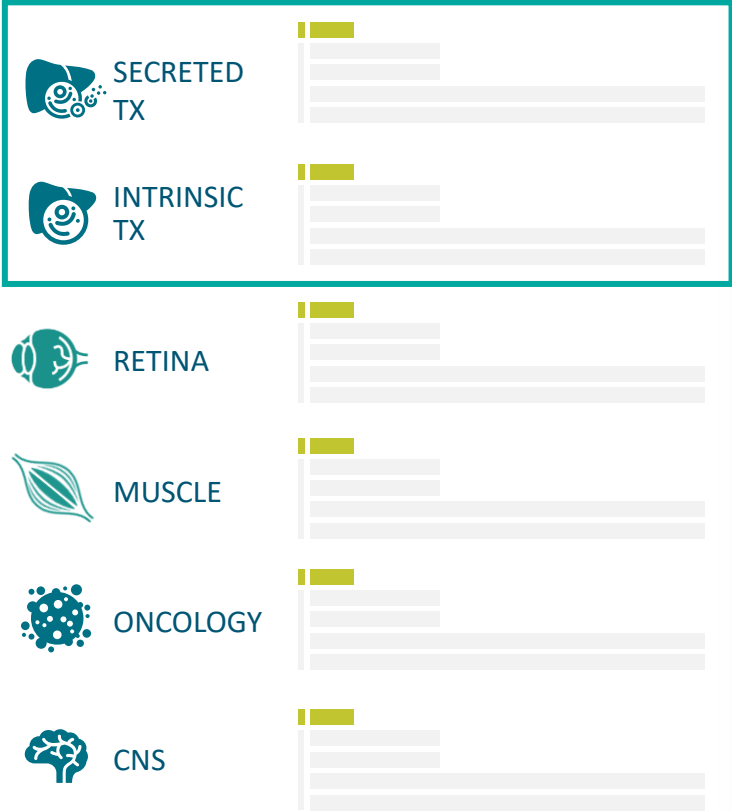 SECRETED
TX
INTRINSIC
TX
RETINA
MUSCLE
ONCOLOGY
CNS